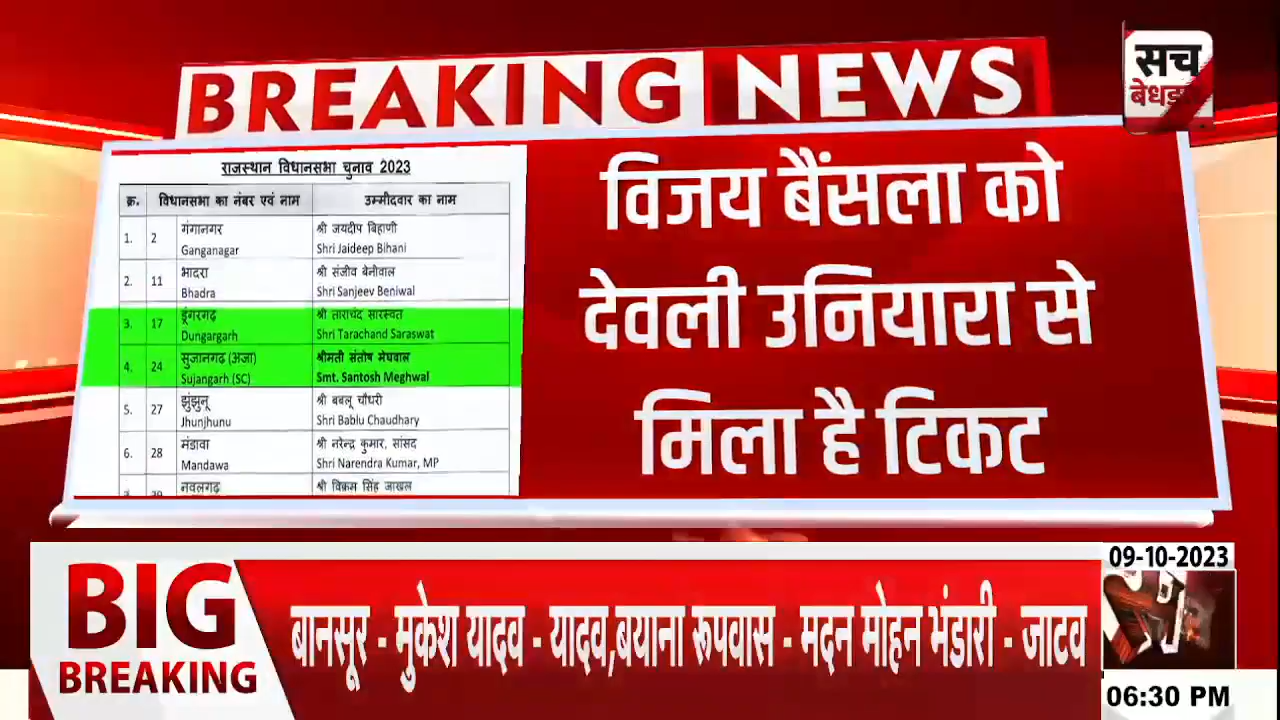 BREAKING NEWS
सच
बेधड़क
राजस्थान विधानसभा चुनाव 2023
क्र. विधानसभा का नंबर एवं नाम उम्मीदवार का नाम
1. 2 गंगानगर श्री जयदीप बिहाणी
Ganganagar Shri Jaideep Bihani
2. 11 भादरा श्री संजीव बेनीवाल
Bhadra Shri Sanjeev Beniwal
3. 17 डूंगरगढ़ श्री ताराचंद सारस्वत
Dungargarh Shri Tarachand Saraswat
4. 24 सुजानगढ़ (अजा) श्रीमती संतोष मेघवाल
Sujangarh (SC) Smt. Santosh Meghwal
5. 27 झुंझुनू श्री बबलू चौधरी
Jhunjhunu Shri Bablu Chaudhary
6. 28 मंडावा श्री नरेन्द्र कुमार, सांसद
Mandawa Shri Narendra Kumar, MP
नवलगढ़ श्री विक्रम सिंह जाखल
विजय बैंसला को
देवली उनियारा से
मिला है टिकट
BIG
BREAKING
बानसूर - मुकेश यादव - यादव,बयाना रूपवास - मदन मोहन भंडारी - जाटव
09-10-2023
06:30 PM